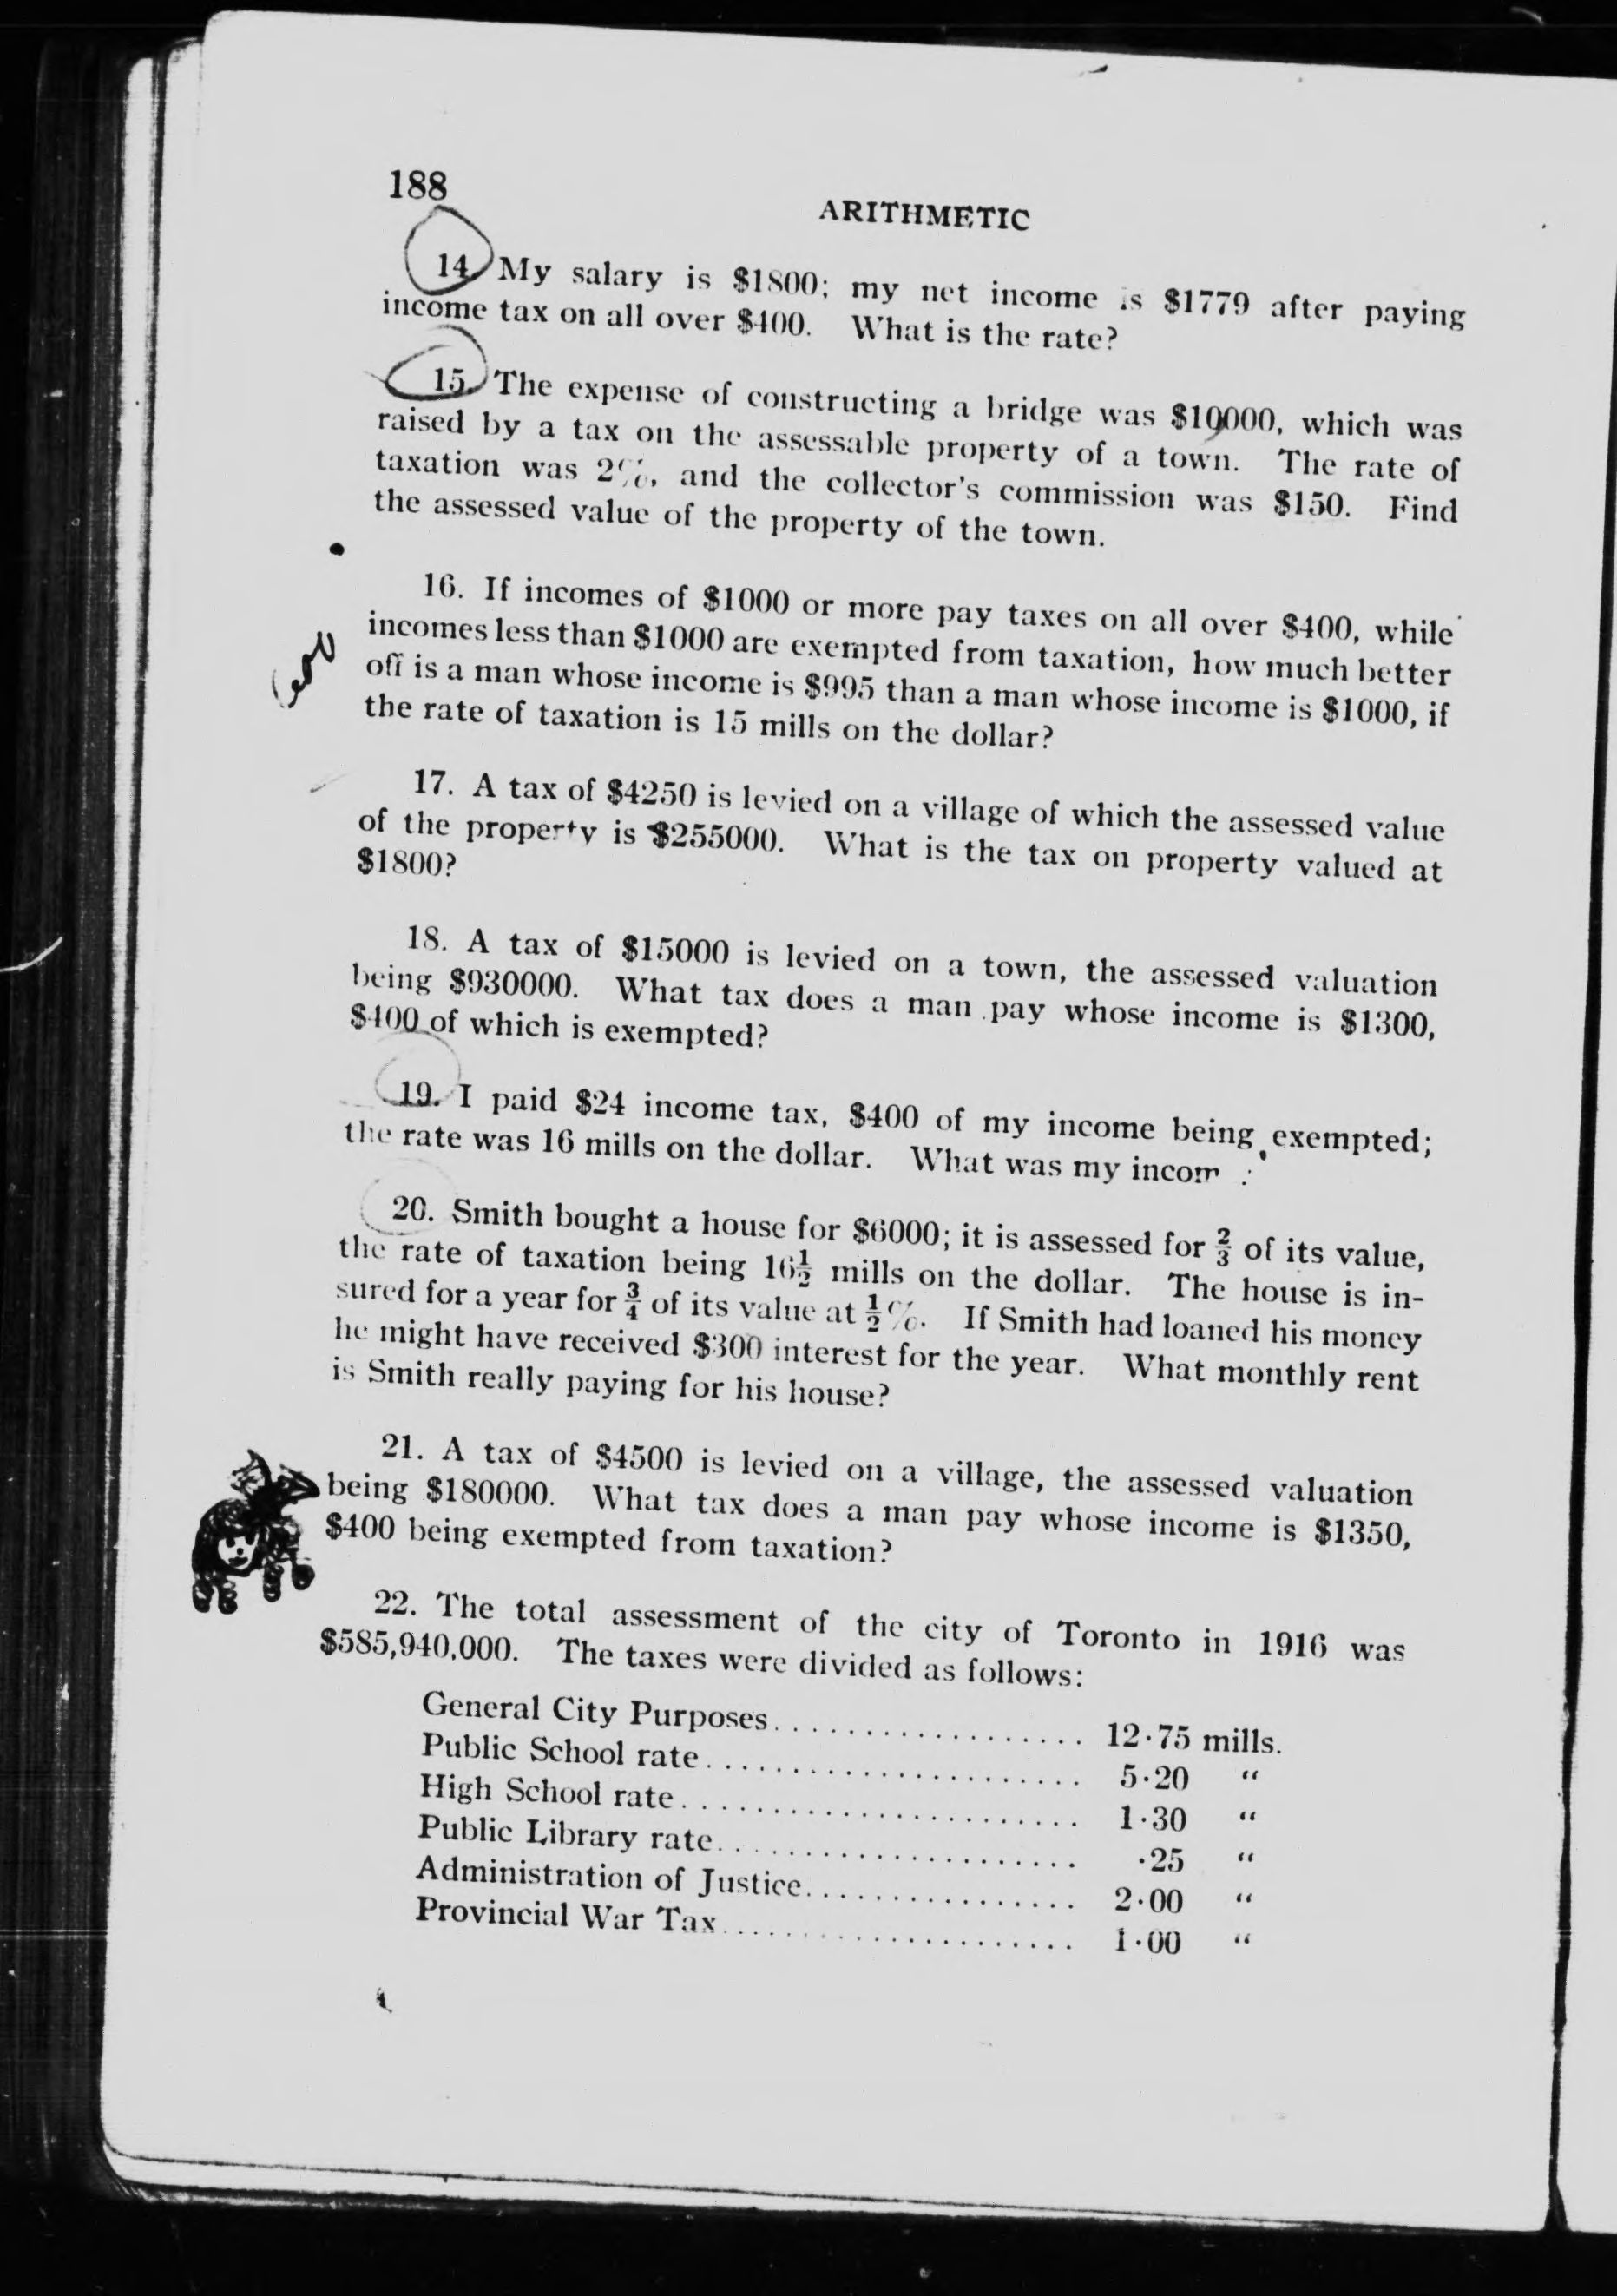 188
ARITHMETIC
14. My salary is $1800; my net income is $1779 after paying
income tax on all over $400. What is the rate?
15. The expense of constructing a bridge was $10000, which was
raised by a tax on the assessable property of a town. The rate of
taxation was 2%, and the collector's commission was $150. Find
the assessed value of the property of the town.
16. If incomes of $1000 or more pay taxes on all over $400, while
incomes less than $1000 are exempted from taxation, how much better
off is a man whose income is $995 than a man whose income is $1000, if
the rate of taxation is 15 mills on the dollar?
17. A tax of $4250 is levied on a village of which the assessed value
of the property is $255000. What is the tax on property valued at
$1800?
18. A tax of $15000 is levied on a town, the assessed valuation
being $930000. What tax does a man pay whose income is $1300,
$400 of which is exempted?
19. I paid $24 income tax, $400 of my income being exempted;
the rate was 16 mills on the dollar. What was my incom
20. Smith bought a house for $6000; it is assessed for 2/3 of its value,
the rate of taxation being 16½ mills on the dollar. The house is in-
sured for a year for ¾ of its value at ½%. If Smith had loaned his money
he might have received $300 interest for the year. What monthly rent
is Smith really paying for his house?
21. A tax of $4500 is levied on a village, the assessed valuation
being $180000. What tax does a man pay whose income is $1350,
$400 being exempted from taxation?
22. The total assessment of the city of Toronto in 1916 was
$585,940,000. The taxes were divided as follows:
General City Purposes.................. 12·75 mills.
Public School rate...................... 5·20 "
High School rate........................ 1·30 "
Public Library rate..................... ·25 "
Administration of Justice................ 2·00 "
Provincial War Tax..................... 1·00 "